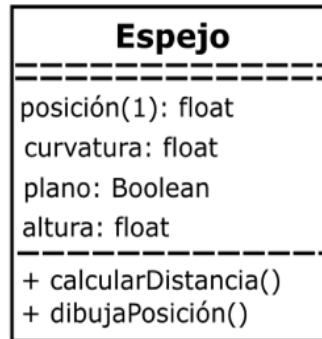 Espejo
posición(1): float
curvatura: float
plano: Boolean
altura: float
+ calcularDistancia()
+ dibujaPosición()